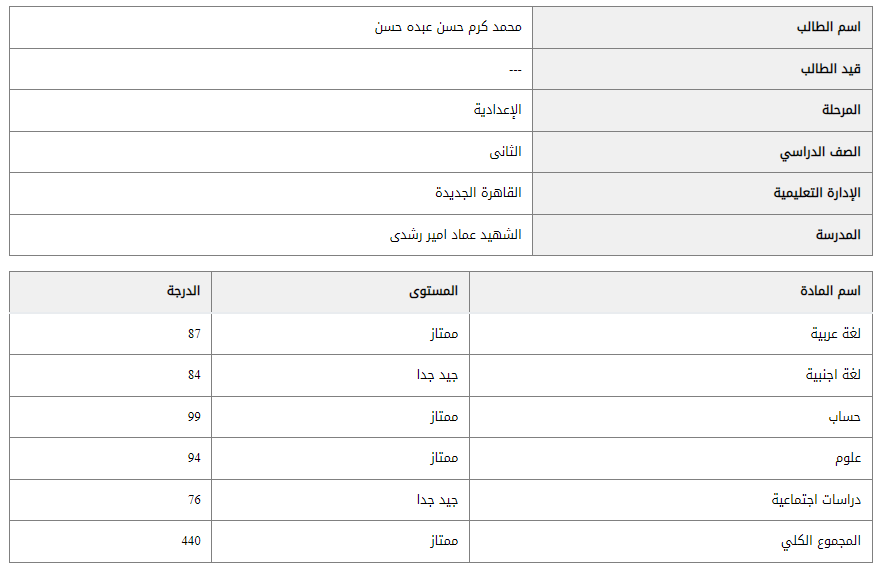 اسم الطالب محمد كرم حسن عبده حسن
قيد الطالب ---
المرحلة الإعدادية
الصف الدراسي الثانى
الإدارة التعليمية القاهرة الجديدة
المدرسة الشهيد عماد امير رشدى
اسم المادة المستوى الدرجة
لغة عربية ممتاز 87
لغة اجنبية جيد جدا 84
حساب ممتاز 99
علوم ممتاز 94
دراسات اجتماعية جيد جدا 76
المجموع الكلي ممتاز 440